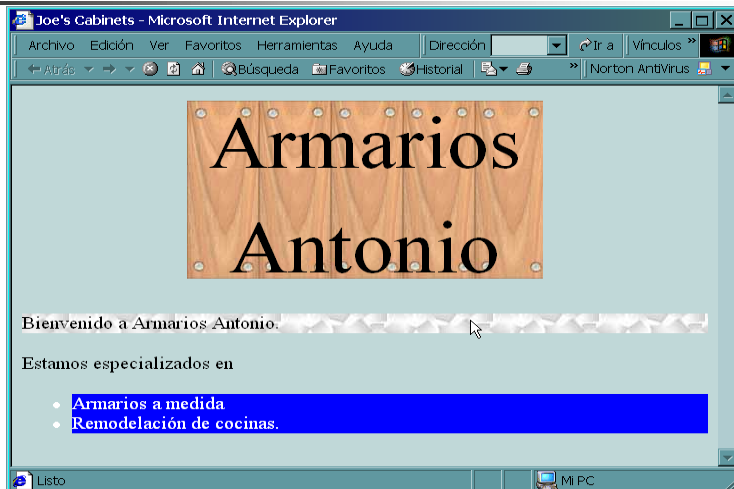 Joe's Cabinets - Microsoft Internet Explorer
Archivo Edición Ver Favoritos Herramientas Ayuda Dirección Ir a Vínculos »
Atrás Búsqueda Favoritos Historial » Norton AntiVirus
Armarios
Antonio
Bienvenido a Armarios Antonio.
Estamos especializados en
Armarios a medida
Remodelación de cocinas.
Listo Mi PC